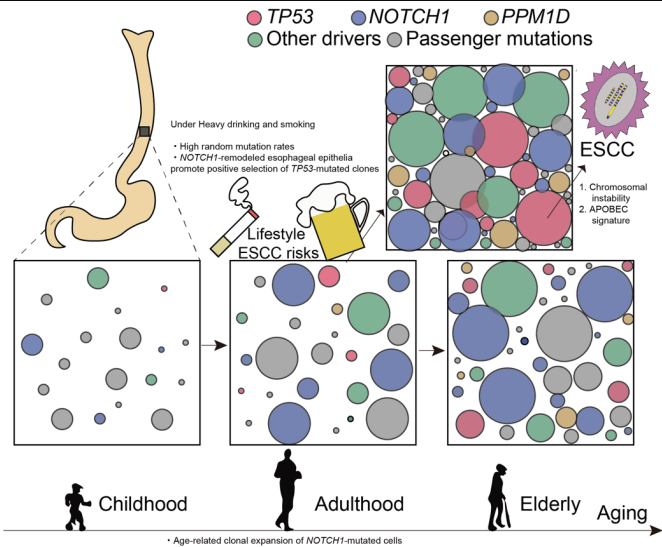 TP53 NOTCH1 PPM1D
Other drivers Passenger mutations
Under Heavy drinking and smoking
・High random mutation rates
・NOTCH1-remodeled esophageal epithelia
promote positive selection of TP53-mutated clones
ESCC
1. Chromosomal
instability
2. APOBEC
signature
Lifestyle
ESCC risks
Childhood
Adulthood
Elderly
Aging
・Age-related clonal expansion of NOTCH1-mutated cells